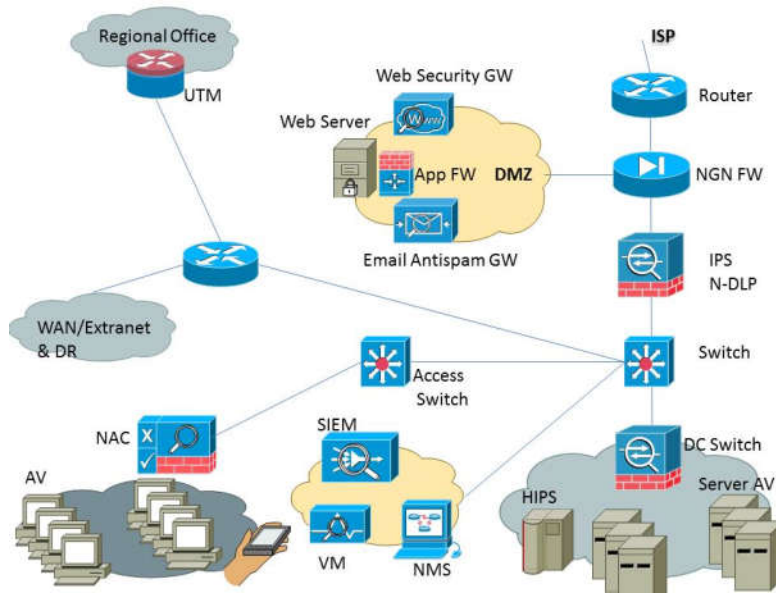 Regional Office
UTM
ISP
Web Security GW
Router
Web Server
App FW
DMZ
NGN FW
Email Antispam GW
IPS
N-DLP
WAN/Extranet
& DR
Access
Switch
Switch
NAC
SIEM
DC Switch
AV
HIPS
Server AV
VM
NMS